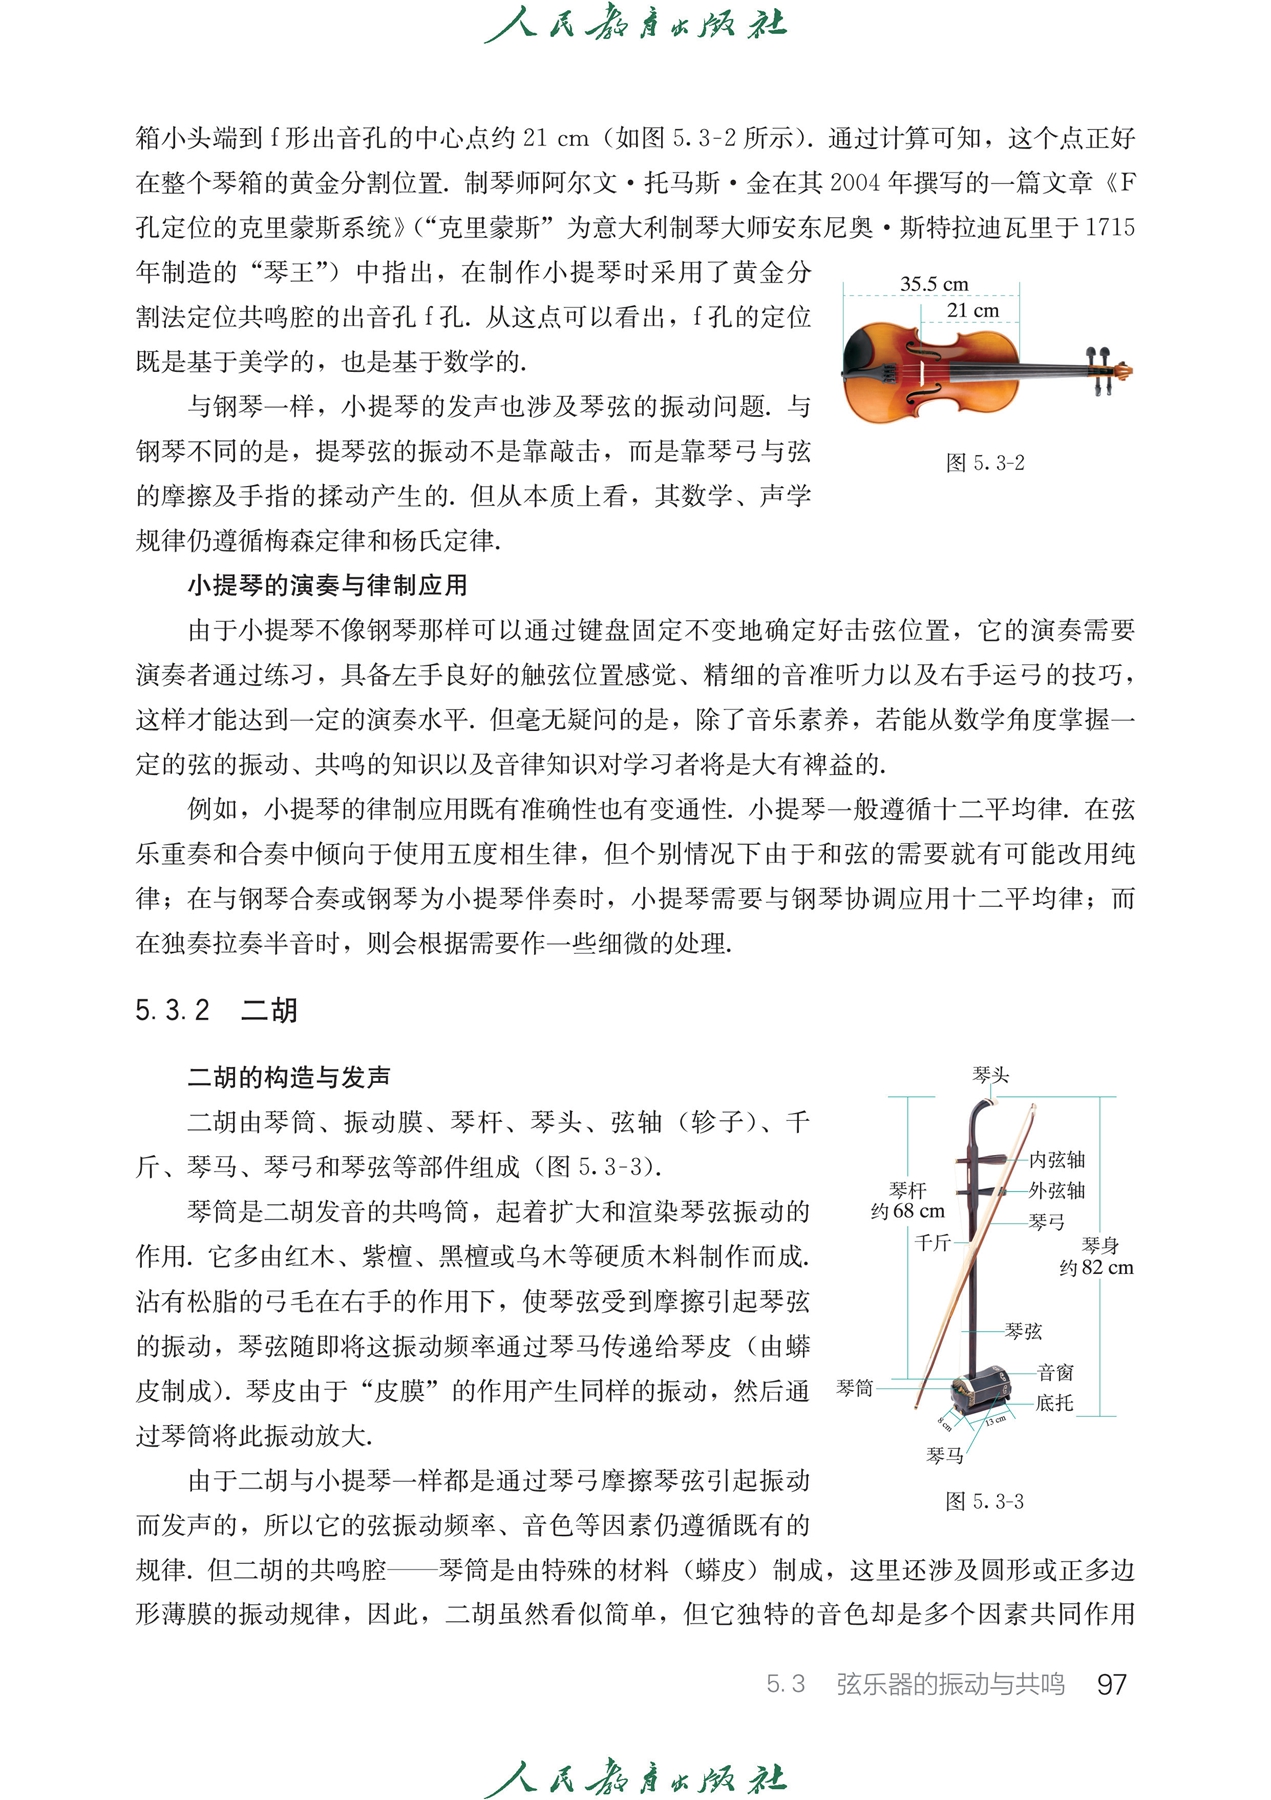 人民教育出版社
箱小头端到 f 形出音孔的中心点约 21 cm（如图 5.3-2 所示）. 通过计算可知，这个点正好
在整个琴箱的黄金分割位置. 制琴师阿尔文·托马斯·金在其 2004 年撰写的一篇文章《F
孔定位的克里蒙斯系统》（“克里蒙斯”为意大利制琴大师安东尼奥·斯特拉迪瓦里于 1715
年制造的“琴王”）中指出，在制作小提琴时采用了黄金分
割法定位共鸣腔的出音孔 f 孔. 从这点可以看出，f 孔的定位
既是基于美学的，也是基于数学的.
35.5 cm
21 cm
图 5.3-2
与钢琴一样，小提琴的发声也涉及琴弦的振动问题. 与
钢琴不同的是，提琴弦的振动不是靠敲击，而是靠琴弓与弦
的摩擦及手指的揉动产生的. 但从本质上看，其数学、声学
规律仍遵循梅森定律和杨氏定律.
小提琴的演奏与律制应用
由于小提琴不像钢琴那样可以通过键盘固定不变地确定好击弦位置，它的演奏需要
演奏者通过练习，具备左手良好的触弦位置感觉、精细的音准听力以及右手运弓的技巧，
这样才能达到一定的演奏水平. 但毫无疑问的是，除了音乐素养，若能从数学角度掌握一
定的弦的振动、共鸣的知识以及音律知识对学习者将是大有裨益的.
例如，小提琴的律制应用既有准确性也有变通性. 小提琴一般遵循十二平均律. 在弦
乐重奏和合奏中倾向于使用五度相生律，但个别情况下由于和弦的需要就有可能改用纯
律；在与钢琴合奏或钢琴为小提琴伴奏时，小提琴需要与钢琴协调应用十二平均律；而
在独奏拉奏半音时，则会根据需要作一些细微的处理.
5.3.2 二胡
二胡的构造与发声
二胡由琴筒、振动膜、琴杆、琴头、弦轴（轸子）、千
斤、琴马、琴弓和琴弦等部件组成（图 5.3-3）.
琴筒是二胡发音的共鸣筒，起着扩大和渲染琴弦振动的
作用. 它多由红木、紫檀、黑檀或乌木等硬质木料制作而成.
沾有松脂的弓毛在右手的作用下，使琴弦受到摩擦引起琴弦
的振动，琴弦随即将这振动频率通过琴马传递给琴皮（由蟒
皮制成）. 琴皮由于“皮膜”的作用产生同样的振动，然后通
过琴筒将此振动放大.
琴头
内弦轴
外弦轴
琴杆
约 68 cm
琴弓
千斤
琴身
约 82 cm
琴弦
音窗
琴筒
底托
8 cm
13 cm
琴马
图 5.3-3
由于二胡与小提琴一样都是通过琴弓摩擦琴弦引起振动
而发声的，所以它的弦振动频率、音色等因素仍遵循既有的
规律. 但二胡的共鸣腔——琴筒是由特殊的材料（蟒皮）制成，这里还涉及圆形或正多边
形薄膜的振动规律，因此，二胡虽然看似简单，但它独特的音色却是多个因素共同作用
5.3 弦乐器的振动与共鸣 97
人民教育出版社